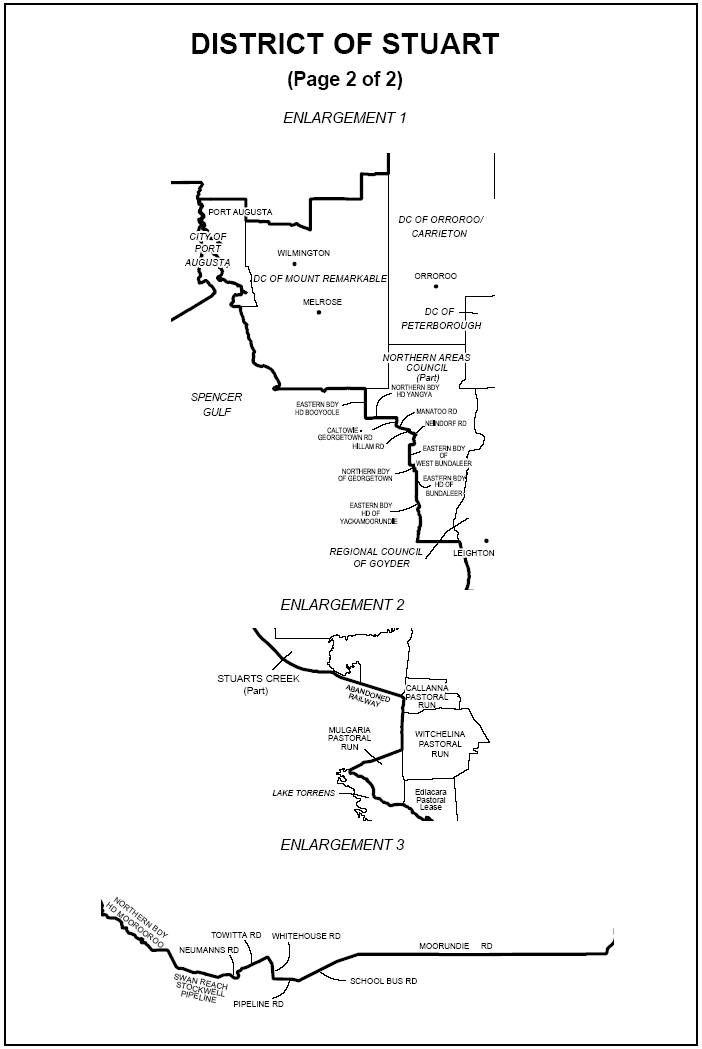 DISTRICT OF STUART
(Page 2 of 2)
ENLARGEMENT 1
PORT AUGUSTA
CITY OF
PORT
AUGUSTA
DC OF ORROROO/
CARRIETON
WILMINGTON
DC OF MOUNT REMARKABLE
ORROROO
MELROSE
DC OF
PETERBOROUGH
NORTHERN AREAS
COUNCIL
(Part)
SPENCER
GULF
NORTHERN BDY
HD YANGYA
EASTERN BDY
HD BOOYOOLE
MANATOO RD
NEINDORF RD
CALTOWIE
GEORGETOWN RD
HILLAM RD
EASTERN BDY
OF
WEST BUNDALEER
NORTHERN BDY
OF GEORGETOWN
EASTERN BDY
HD OF
BUNDALEER
EASTERN BDY
HD OF
YACKAMOORUNDIE
REGIONAL COUNCIL
OF GOYDER
LEIGHTON
ENLARGEMENT 2
STUARTS CREEK
(Part)
ABANDONED
RAILWAY
CALLANNA
PASTORAL
RUN
MULGARIA
PASTORAL
RUN
WITCHELINA
PASTORAL
RUN
LAKE TORRENS
Ediacara
Pastoral
Lease
ENLARGEMENT 3
NORTHERN BDY
HD MOOROOROO
TOWITTA RD
WHITEHOUSE RD
NEUMANNS RD
MOORUNDIE RD
SWAN REACH
STOCKWELL
PIPELINE
SCHOOL BUS RD
PIPELINE RD